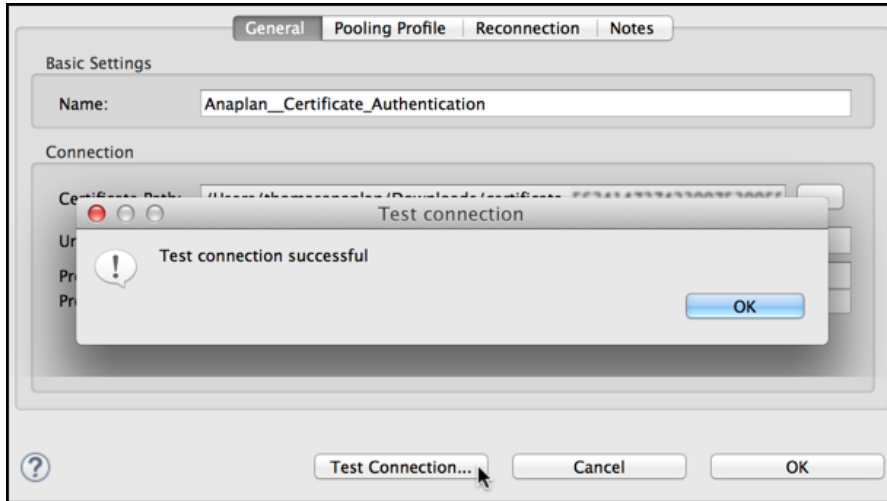 General Pooling Profile Reconnection Notes
Basic Settings
Name: Anaplan__Certificate_Authentication
Connection
Test connection
Test connection successful
OK
Test Connection... Cancel OK